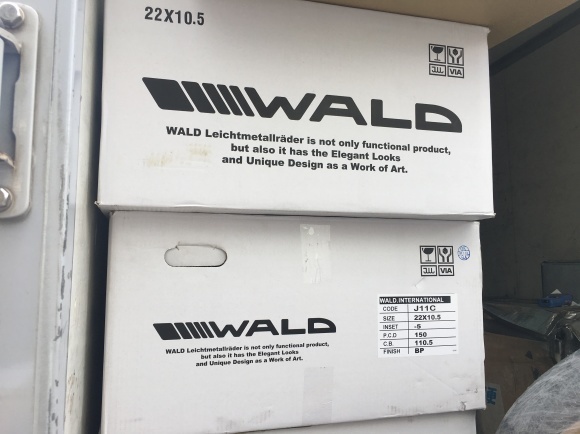 22X10.5
JWL VIA
WALD
WALD Leichtmetallräder is not only functional product,
but also it has the Elegant Looks
and Unique Design as a Work of Art.
JWL VIA
WALD
WALD Leichtmetallräder is not only functional product,
but also it has the Elegant Looks
and Unique Design as a Work of Art.
WALD.INTERNATIONAL
CODE J11C
SIZE 22X10.5
INSET -5
P.C.D 150
C.B. 110.5
FINISH BP